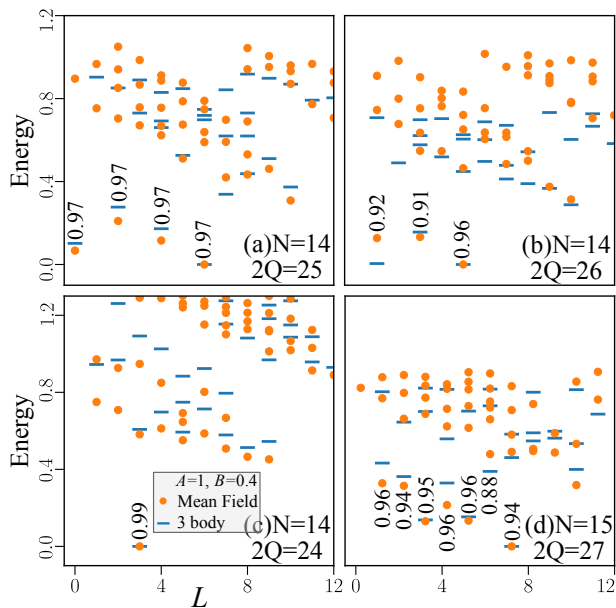 1.2
0.8
0.4
0.0
Energy
0.97
0.97
0.97
0.97
(a)N=14
2Q=25
0.92
0.91
0.96
(b)N=14
2Q=26
1.2
0.8
0.4
0.0
Energy
0.99
A=1, B=0.4
Mean Field
3 body
(c)N=14
2Q=24
0.96
0.94
0.95
0.96
0.96
0.88
0.94
(d)N=15
2Q=27
0 4 8 12
L
0 4 8 12